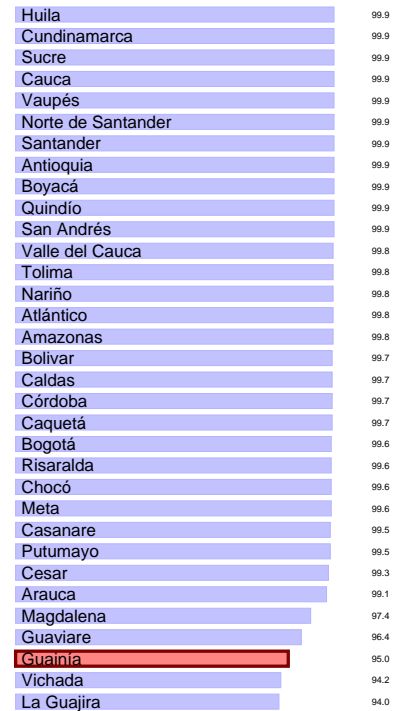 Huila 99.9
Cundinamarca 99.9
Sucre 99.9
Cauca 99.9
Vaupés 99.9
Norte de Santander 99.9
Santander 99.9
Antioquia 99.9
Boyacá 99.9
Quindío 99.9
San Andrés 99.9
Valle del Cauca 99.8
Tolima 99.8
Nariño 99.8
Atlántico 99.8
Amazonas 99.8
Bolivar 99.7
Caldas 99.7
Córdoba 99.7
Caquetá 99.7
Bogotá 99.6
Risaralda 99.6
Chocó 99.6
Meta 99.6
Casanare 99.5
Putumayo 99.5
Cesar 99.3
Arauca 99.1
Magdalena 97.4
Guaviare 96.4
Guainía 95.0
Vichada 94.2
La Guajira 94.0